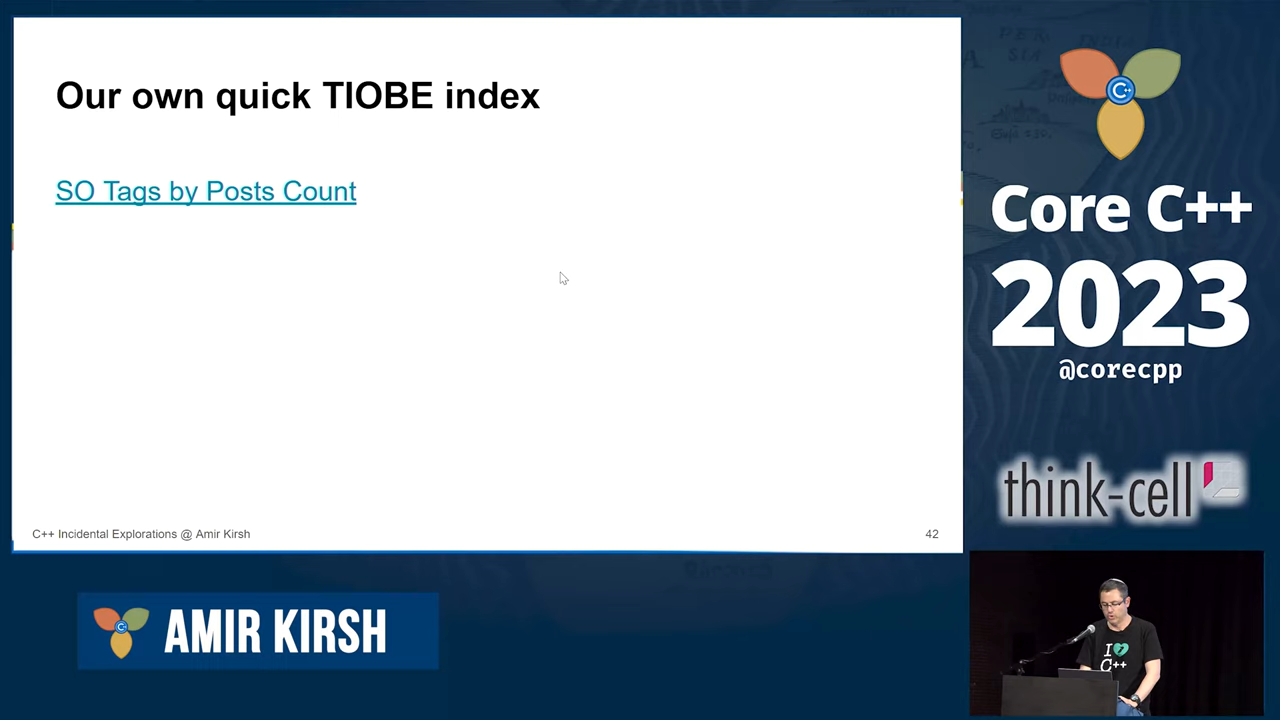 Our own quick TIOBE index
SO Tags by Posts Count
C++ Incidental Explorations @ Amir Kirsh
42
C++
Core C++
2023
@corecpp
think-cell
C++
AMIR KIRSH
I
C++